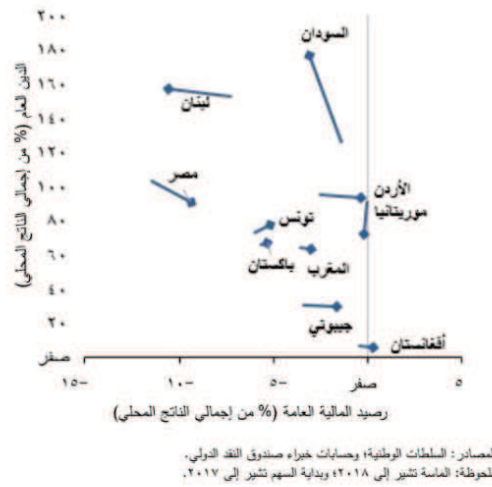 الدين العام (% من إجمالي الناتج المحلي)
٢٠٠
١٨٠
١٦٠
١٤٠
١٢٠
١٠٠
٨٠
٦٠
٤٠
٢٠
صفر
السودان
لبنان
مصر
الأردن
موريتانيا
تونس
باكستان
المغرب
جيبوتي
أفغانستان
١٥- ١٠- ٥- صفر ٥
رصيد المالية العامة (% من إجمالي الناتج المحلي)
لمصادر: السلطات الوطنية؛ وحسابات خبراء صندوق النقد الدولي.
لحوظة: الماسة تشير إلى ٢٠١٨؛ وبداية السهم تشير إلى ٢٠١٧.